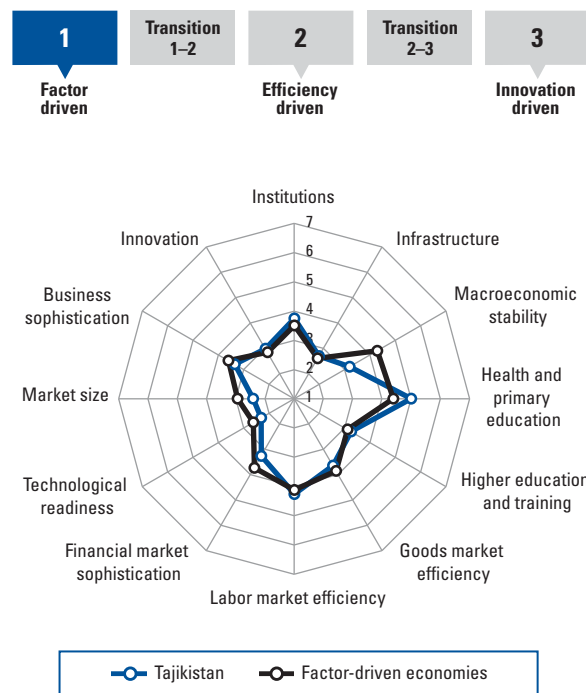 1
Transition
1–2
2
Transition
2–3
3
Factor
driven
Efficiency
driven
Innovation
driven
Institutions
7
6
5
4
3
2
1
Innovation
Infrastructure
Business
sophistication
Macroeconomic
stability
Market size
Health and
primary
education
Technological
readiness
Higher education
and training
Financial market
sophistication
Goods market
efficiency
Labor market efficiency
Tajikistan
Factor-driven economies